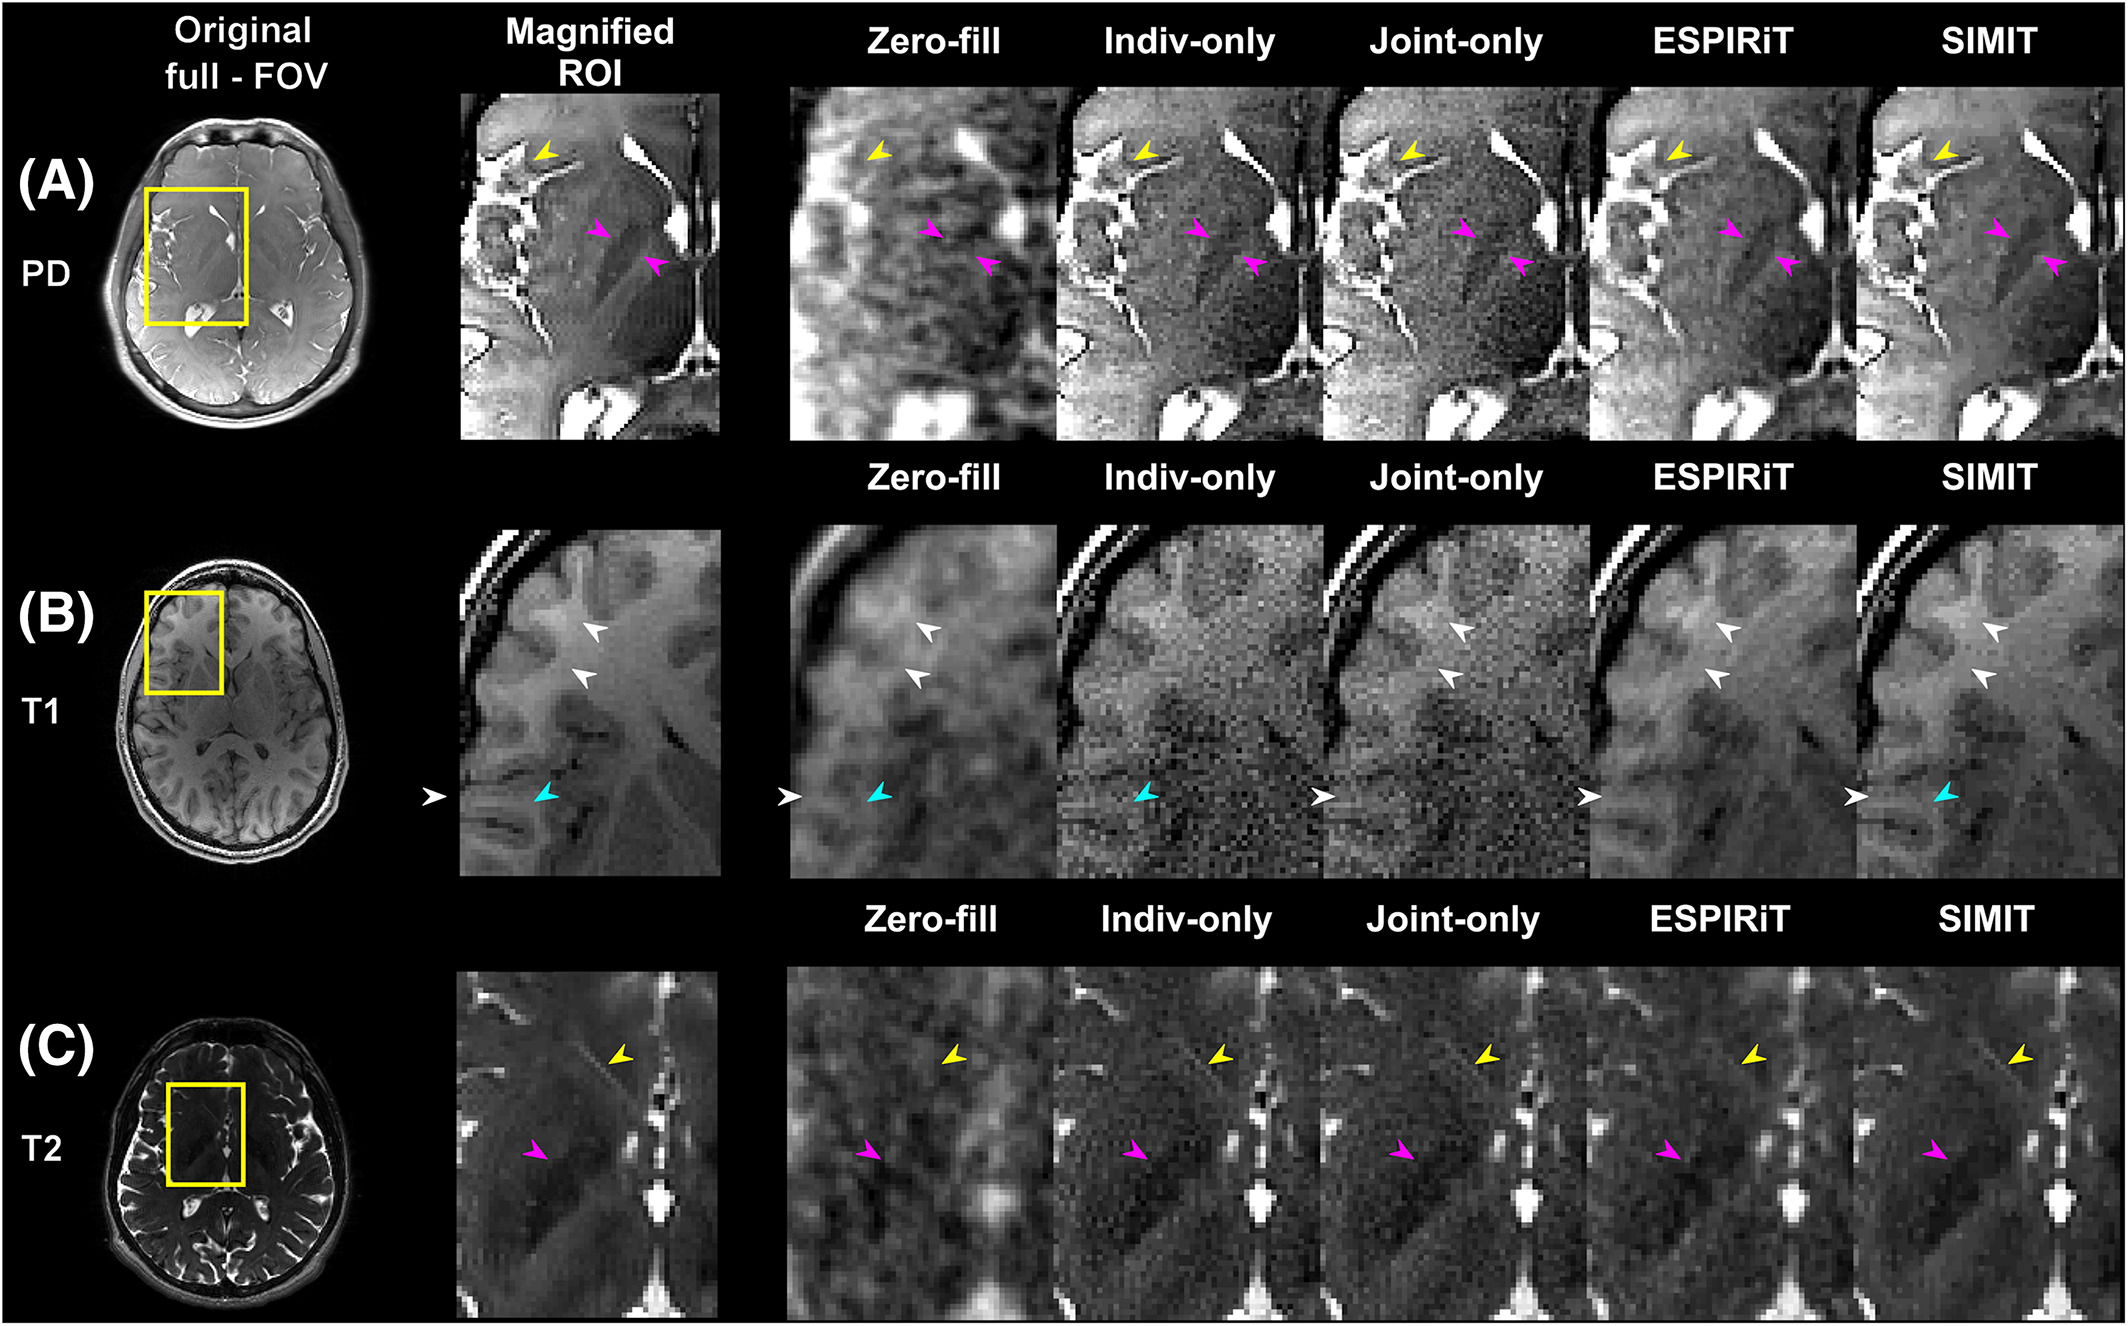 Original
full - FOV
Magnified
ROI
Zero-fill
Indiv-only
Joint-only
ESPIRiT
SIMIT
(A)
PD
Zero-fill
Indiv-only
Joint-only
ESPIRiT
SIMIT
(B)
T1
Zero-fill
Indiv-only
Joint-only
ESPIRiT
SIMIT
(C)
T2